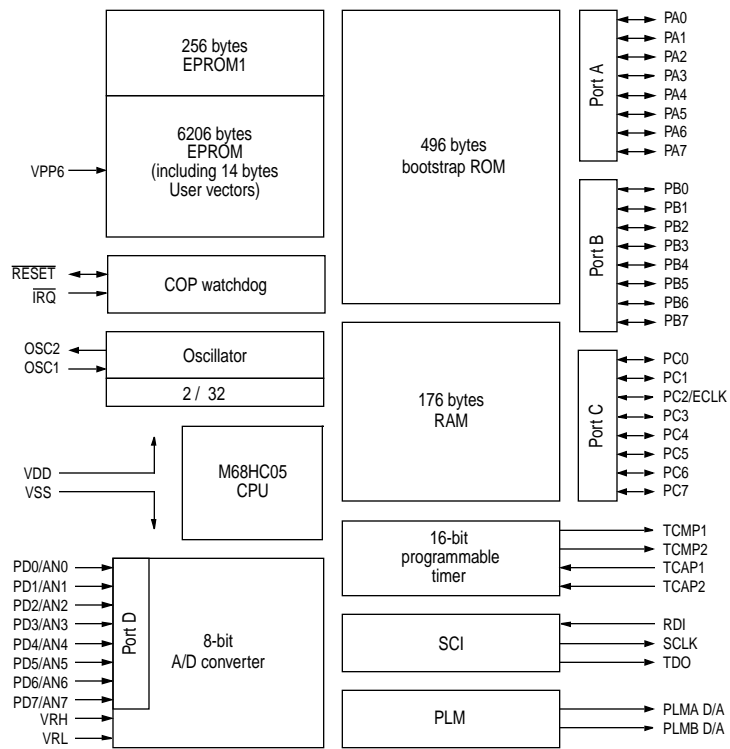 256 bytes
EPROM1
6206 bytes
EPROM
(including 14 bytes
User vectors)
VPP6
RESET
IRQ
COP watchdog
OSC2
OSC1
Oscillator
2 / 32
VDD
VSS
M68HC05
CPU
PD0/AN0
PD1/AN1
PD2/AN2
PD3/AN3
PD4/AN4
PD5/AN5
PD6/AN6
PD7/AN7
VRH
VRL
Port D
8-bit
A/D converter
496 bytes
bootstrap ROM
176 bytes
RAM
16-bit
programmable
timer
SCI
PLM
Port A
PA0
PA1
PA2
PA3
PA4
PA5
PA6
PA7
Port B
PB0
PB1
PB2
PB3
PB4
PB5
PB6
PB7
Port C
PC0
PC1
PC2/ECLK
PC3
PC4
PC5
PC6
PC7
TCMP1
TCMP2
TCAP1
TCAP2
RDI
SCLK
TDO
PLMA D/A
PLMB D/A